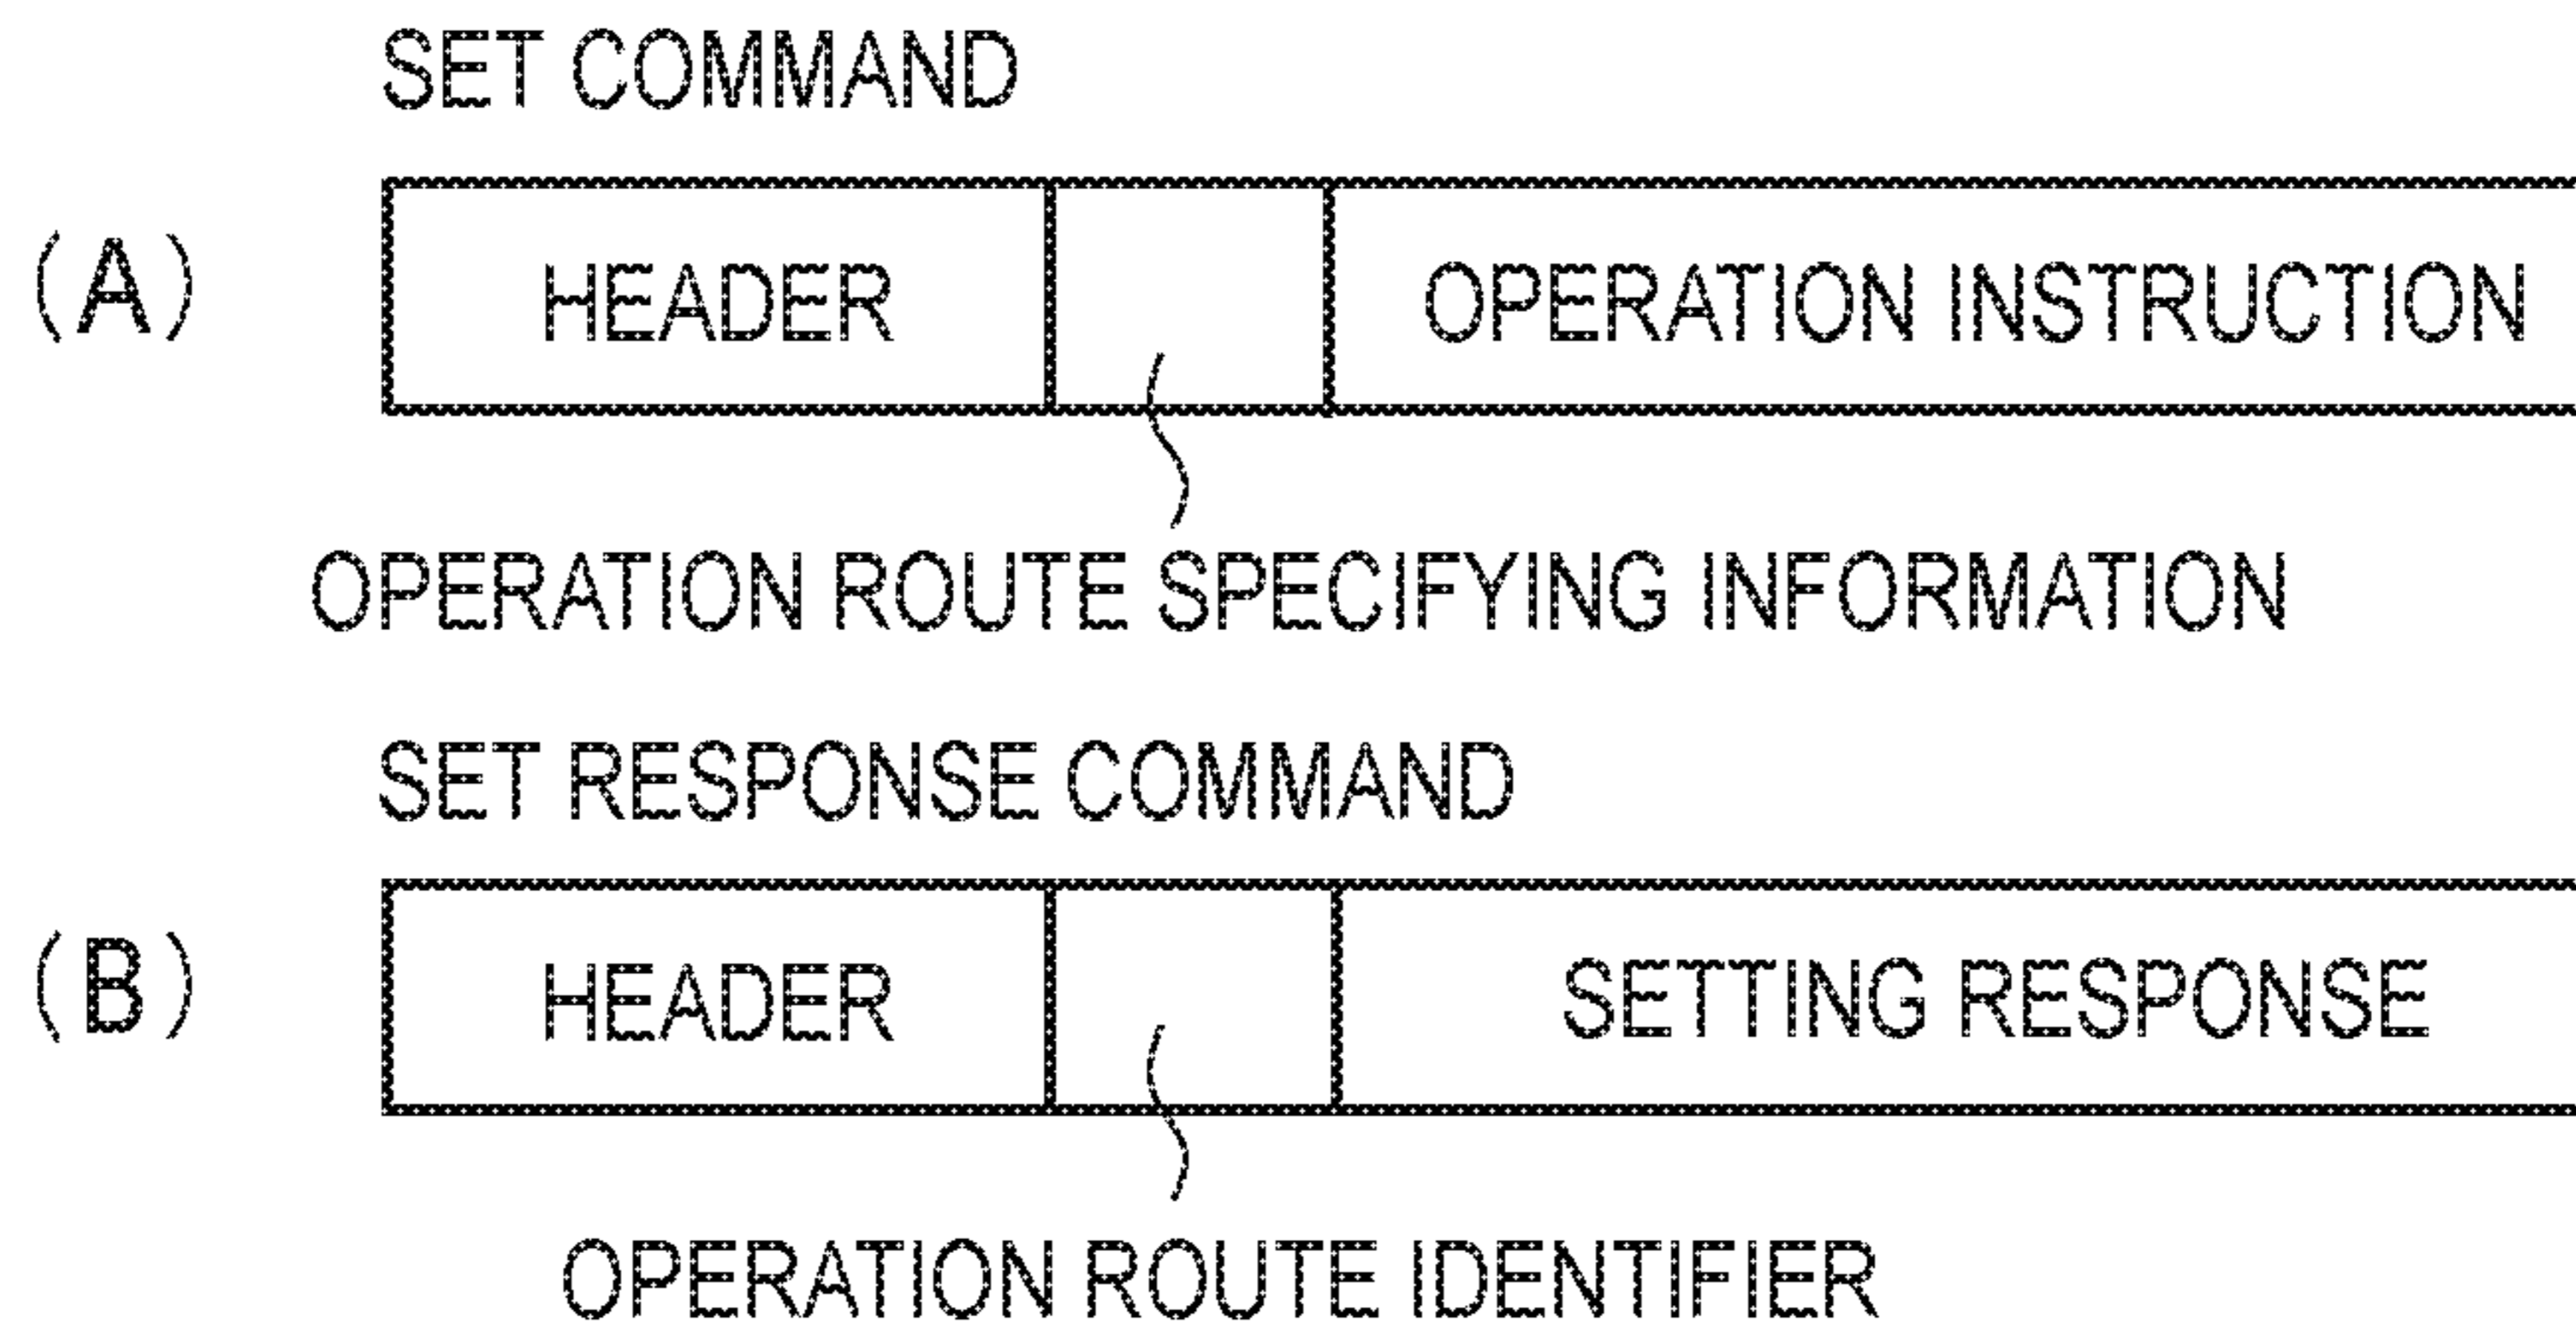 SET COMMAND
(A)
HEADER
OPERATION INSTRUCTION
OPERATION ROUTE SPECIFYING INFORMATION
SET RESPONSE COMMAND
(B)
HEADER
SETTING RESPONSE
OPERATION ROUTE IDENTIFIER